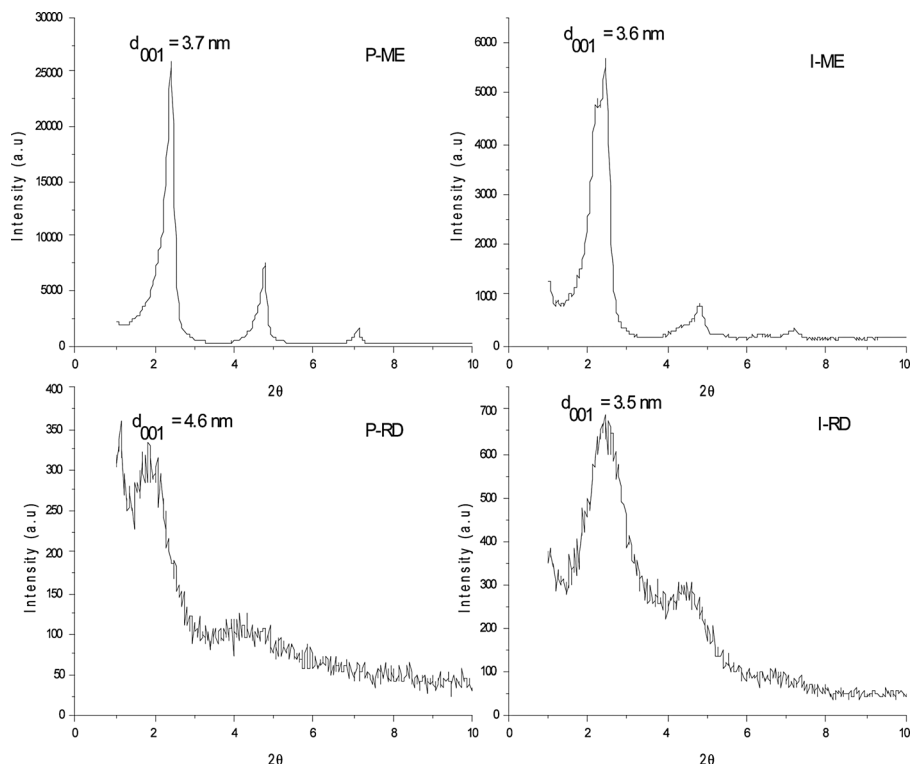 30000
25000
20000
15000
10000
5000
0
Intensity (a.u)
d001 = 3.7 nm
P-ME
0 2 4 6 8 10
2θ
6000
5000
4000
3000
2000
1000
0
Intensity (a.u)
d001 = 3.6 nm
I-ME
0 2 4 6 8 10
2θ
400
350
300
250
200
150
100
50
0
Intensity (a.u)
d001 = 4.6 nm
P-RD
0 2 4 6 8 10
2θ
700
600
500
400
300
200
100
0
Intensity (a.u)
d001 = 3.5 nm
I-RD
0 2 4 6 8 10
2θ